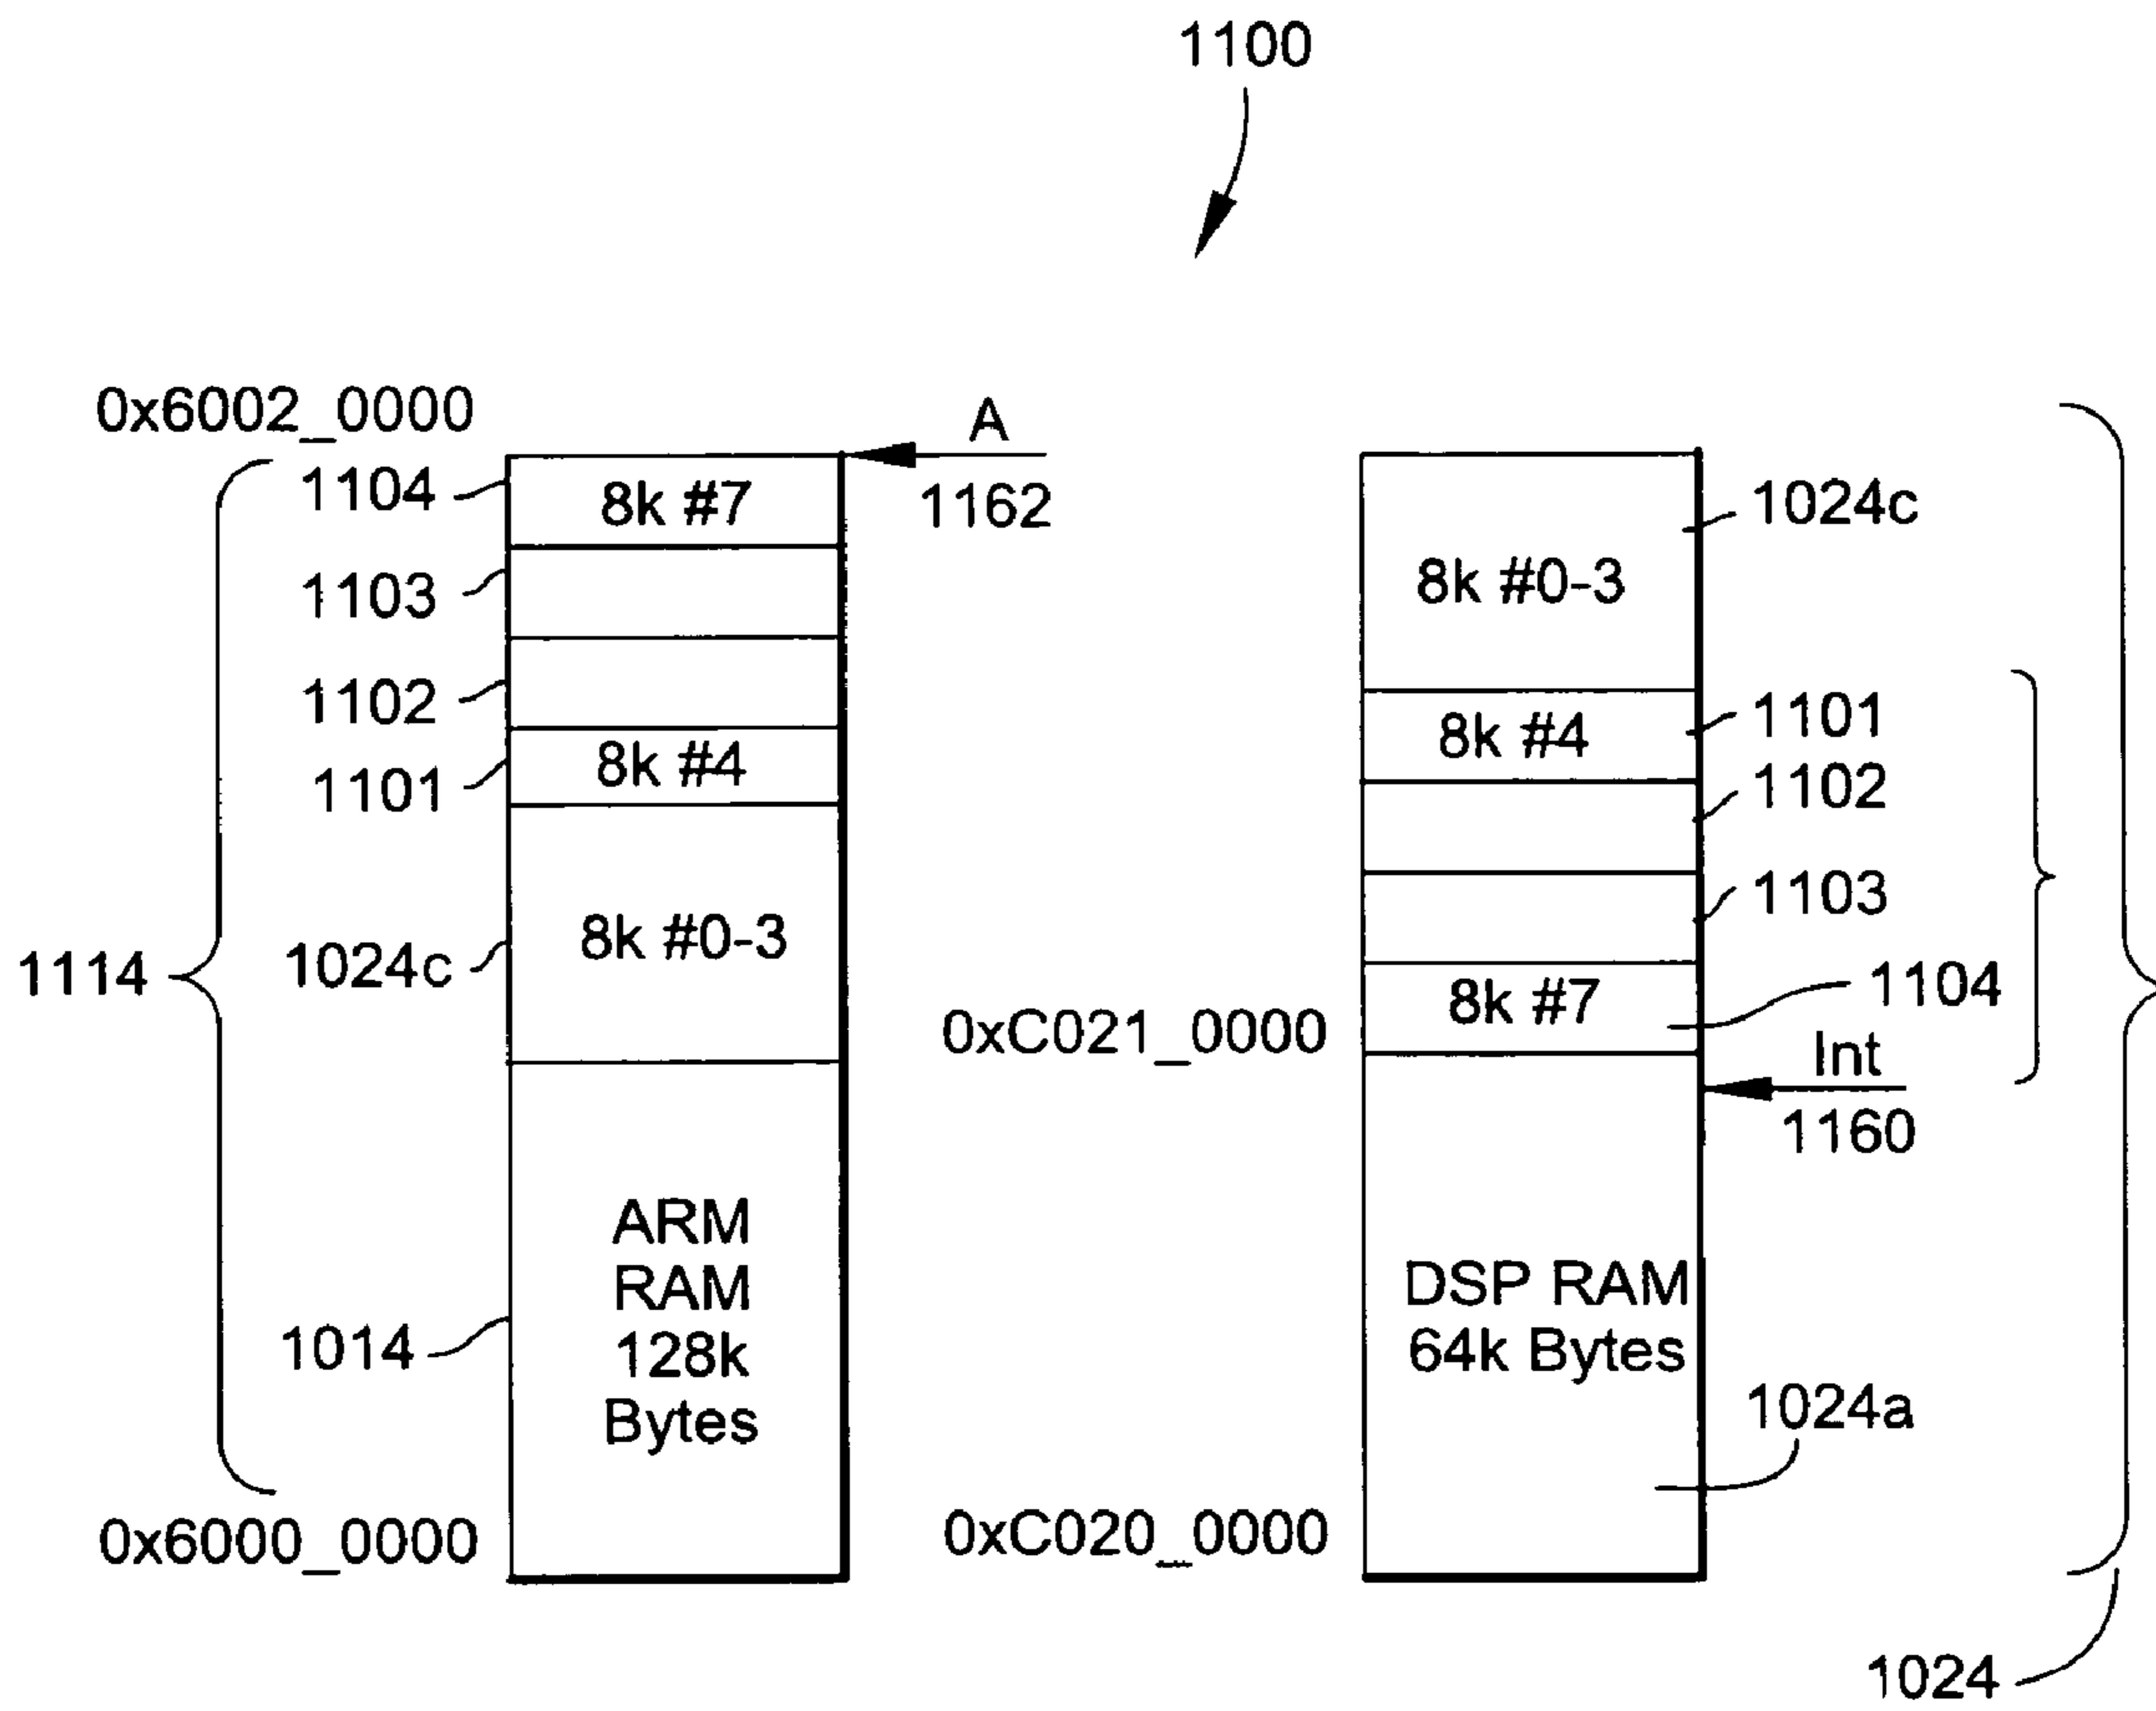 1100
0x6002_0000
1104
8k #7
A
1162
1103
1102
1101
8k #4
1024c
8k #0-3
1114
1014
ARM
RAM
128k
Bytes
0x6000_0000
1024c
8k #0-3
1101
8k #4
1102
1103
0xC021_0000
8k #7
1104
Int
1160
DSP RAM
64k Bytes
1024a
0xC020_0000
1024